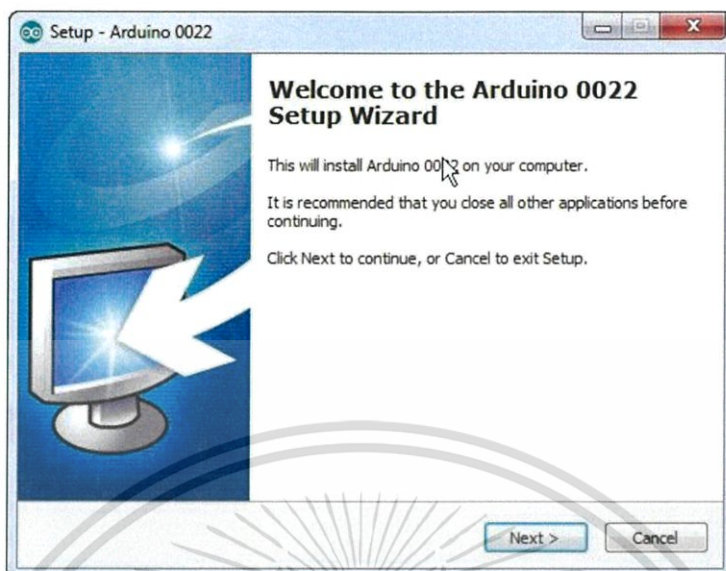 Setup - Arduino 0022
Welcome to the Arduino 0022
Setup Wizard
This will install Arduino 0022 on your computer.
It is recommended that you close all other applications before
continuing.
Click Next to continue, or Cancel to exit Setup.
Next >
Cancel